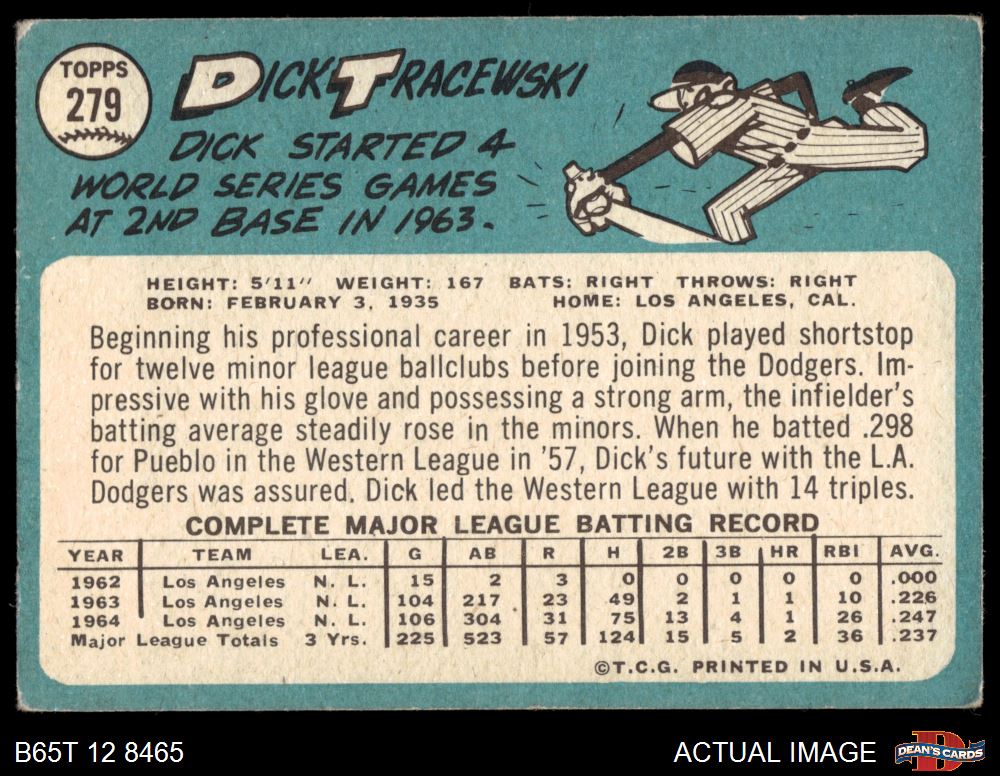 TOPPS
279
DICK TRACEWSKI
DICK STARTED 4
WORLD SERIES GAMES
AT 2ND BASE IN 1963.
HEIGHT: 5'11" WEIGHT: 167 BATS: RIGHT THROWS: RIGHT
BORN: FEBRUARY 3, 1935 HOME: LOS ANGELES, CAL.
Beginning his professional career in 1953, Dick played shortstop
for twelve minor league ballclubs before joining the Dodgers. Im-
pressive with his glove and possessing a strong arm, the infielder's
batting average steadily rose in the minors. When he batted .298
for Pueblo in the Western League in '57, Dick's future with the L.A.
Dodgers was assured. Dick led the Western League with 14 triples.
COMPLETE MAJOR LEAGUE BATTING RECORD
YEAR TEAM LEA. G AB R H 2B 3B HR RBI AVG.
1962 Los Angeles N. L. 15 2 3 0 0 0 0 0 .000
1963 Los Angeles N. L. 104 217 23 49 2 1 1 10 .226
1964 Los Angeles N. L. 106 304 31 75 13 4 1 26 .247
Major League Totals 3 Yrs. 225 523 57 124 15 5 2 36 .237
©T.C.G. PRINTED IN U.S.A.
B65T 12 8465 ACTUAL IMAGE DEAN'S CARDS